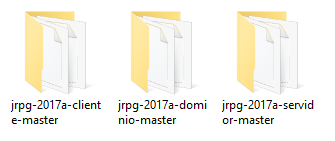 jrpg-2017a-client
e-master
jrpg-2017a-domi
nio-master
jrpg-2017a-servid
or-master